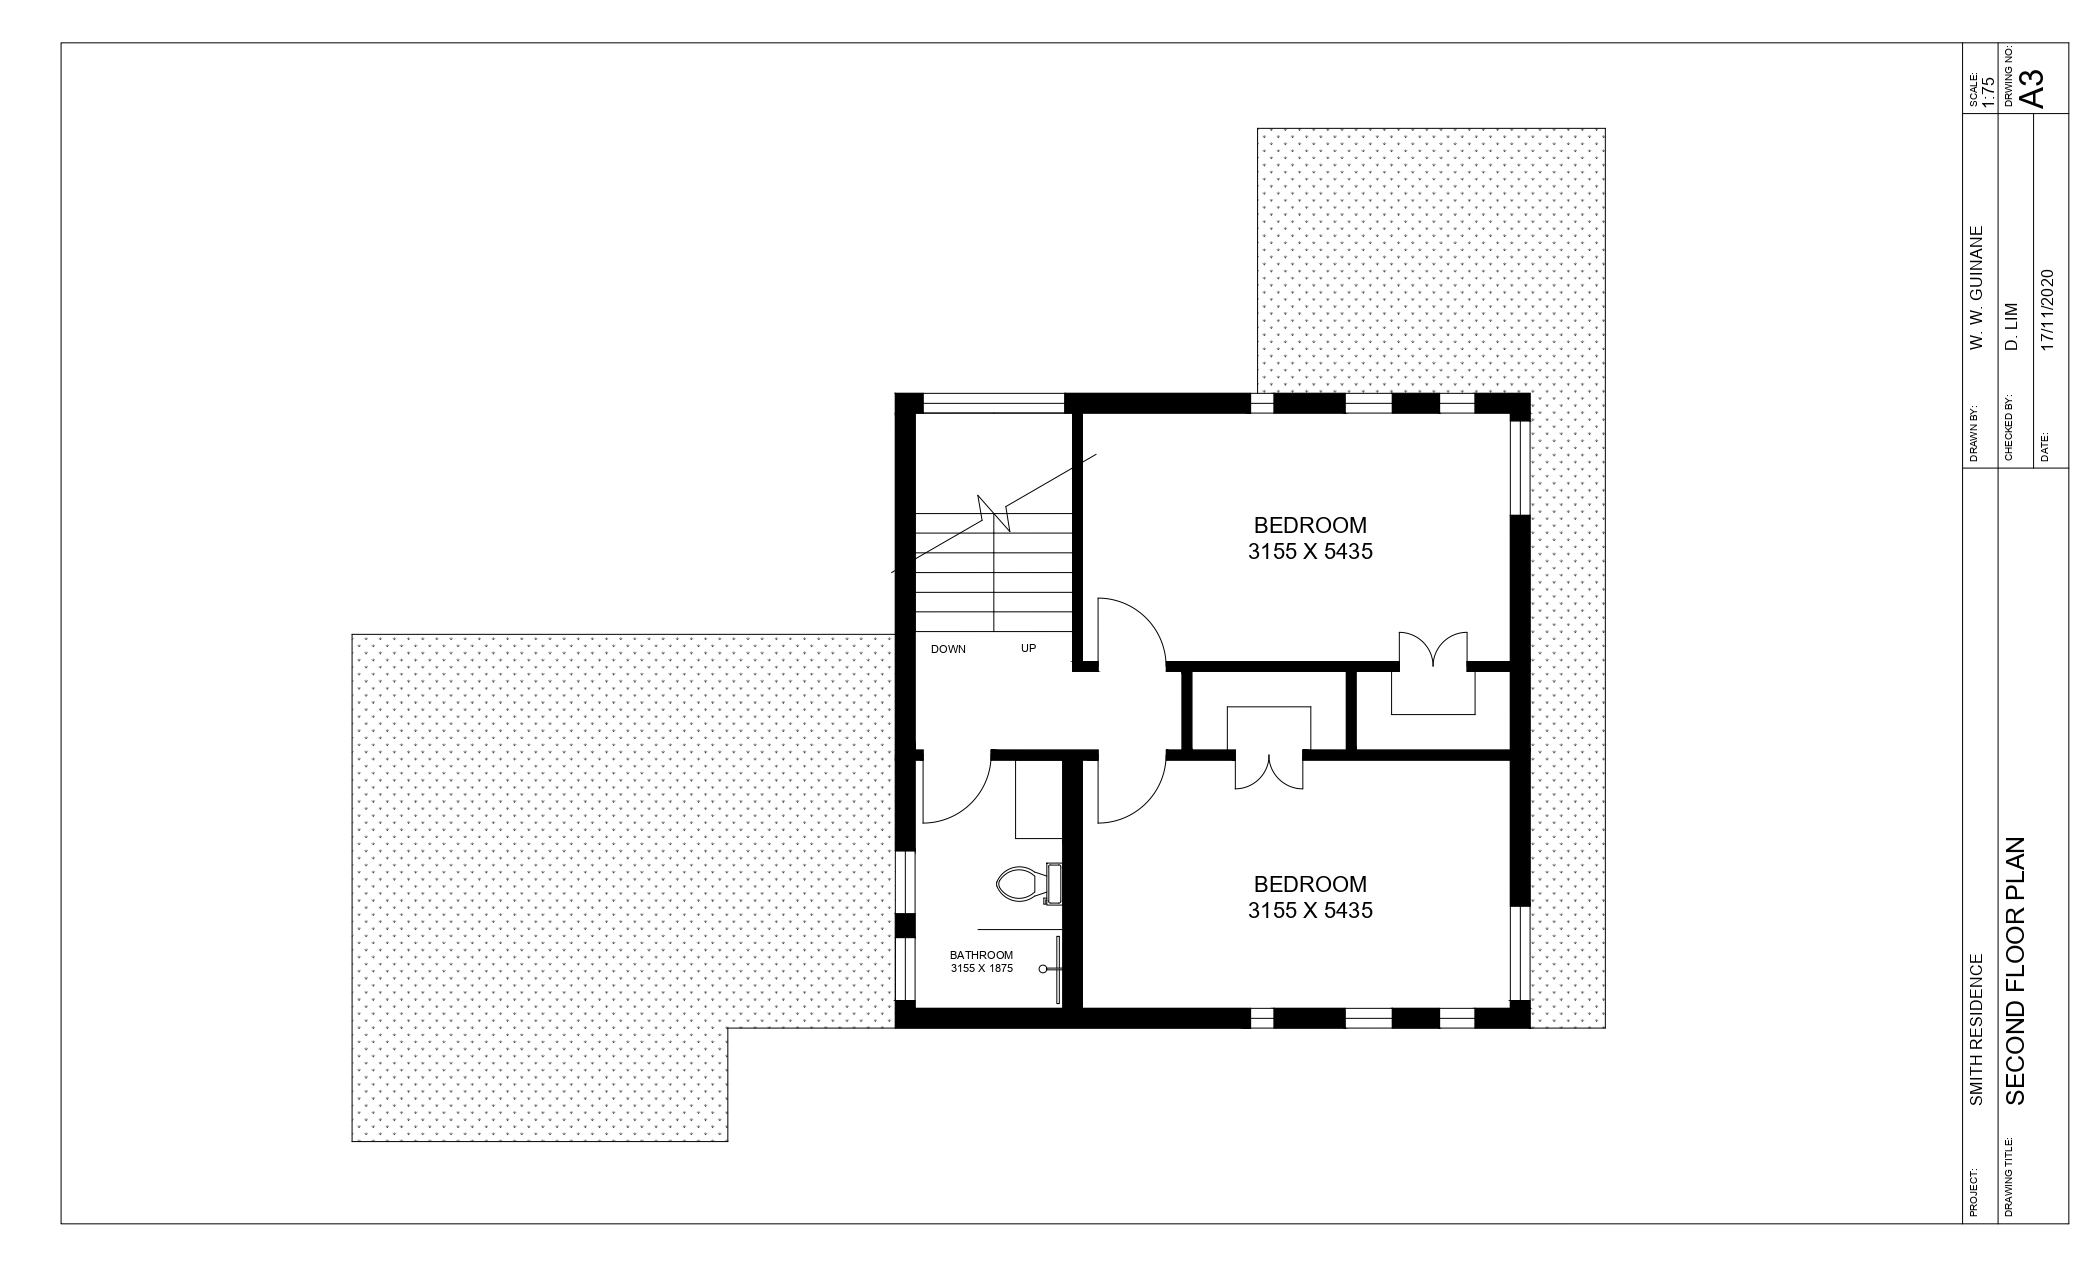 BEDROOM
3155 X 5435
DOWN
UP
BEDROOM
3155 X 5435
BATHROOM
3155 X 1875
PROJECT:
SMITH RESIDENCE
DRAWN BY:
W. W. GUINANE
SCALE:
1:75
DRAWING TITLE:
SECOND FLOOR PLAN
CHECKED BY:
D. LIM
DATE:
17/11/2020
DRWING NO:
A3